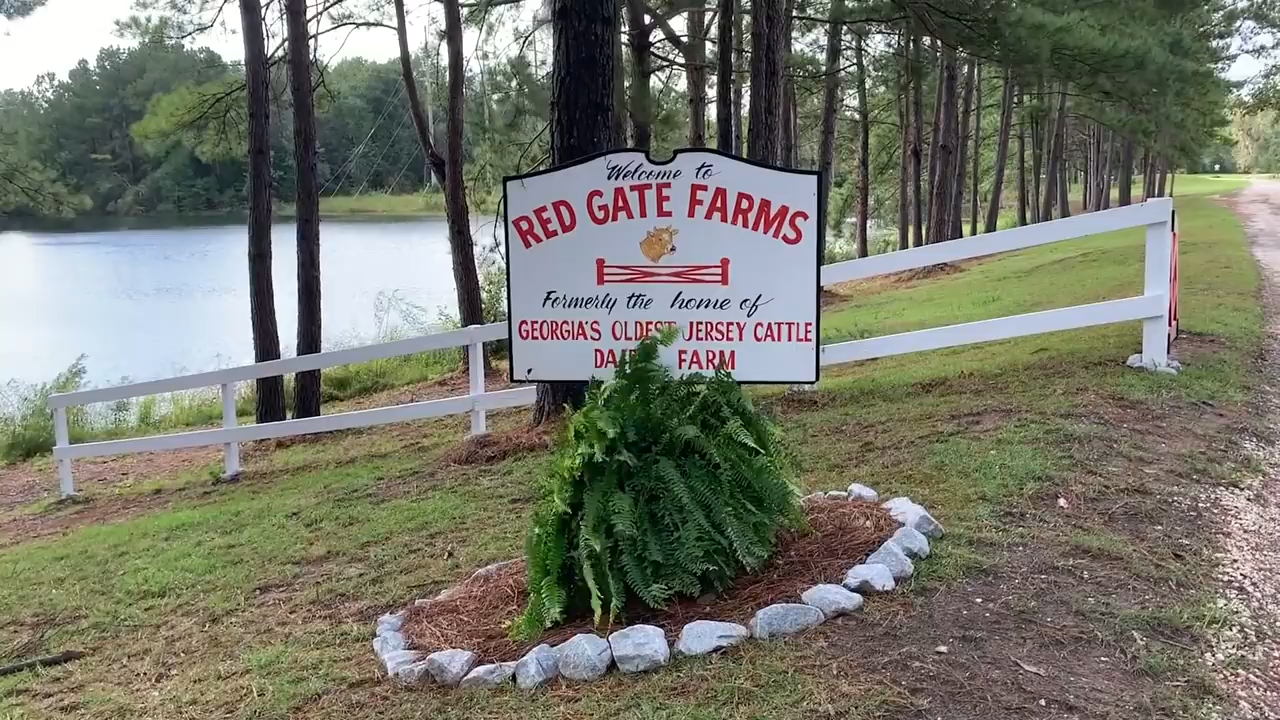 Welcome to
RED GATE FARMS
Formerly the home of
GEORGIA'S OLDEST JERSEY CATTLE
FARM